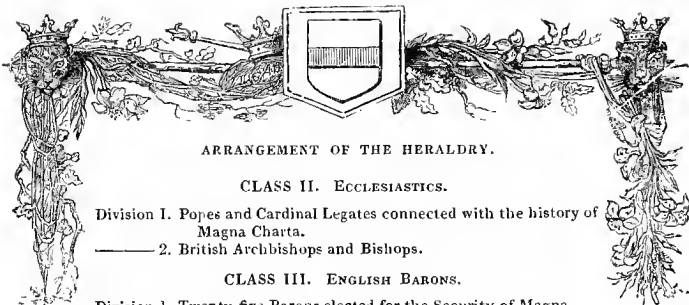 ARRANGEMENT OF THE HERALDRY.
CLASS II. ECCLESIASTICS.
Division I. Popes and Cardinal Legates connected with the history of
Magna Charta.
——— 2. British Archbishops and Bishops.
CLASS III. ENGLISH BARONS.
Division 1. Twenty-five Barons elected for the Security of Magna